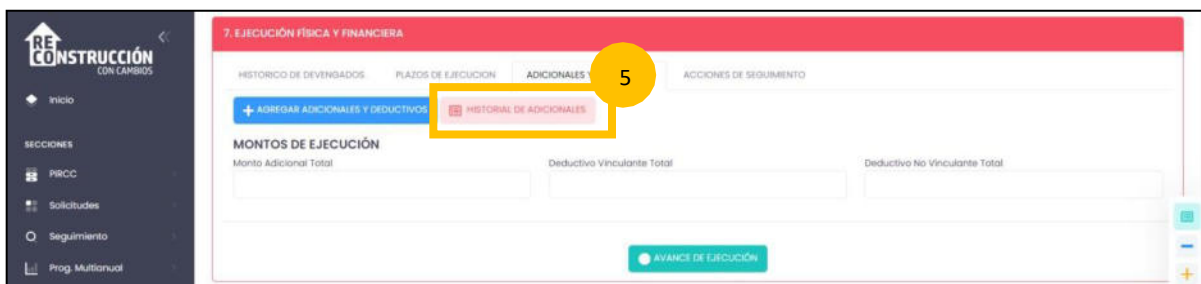 RE
CONSTRUCCIÓN
CON CAMBIOS
Inicio
SECCIONES
PIRCC
Solicitudes
Seguimiento
Prog. Multianual
7. EJECUCIÓN FÍSICA Y FINANCIERA
HISTORICO DE DEVENGADOS PLAZOS DE EJECUCION ADICIONALES Y 5 ACCIONES DE SEGUIMIENTO
+ AGREGAR ADICIONALES Y DEDUCTIVOS HISTORIAL DE ADICIONALES
MONTOS DE EJECUCIÓN
Monto Adicional Total Deductivo Vinculante Total Deductivo No Vinculante Total
AVANCE DE EJECUCIÓN